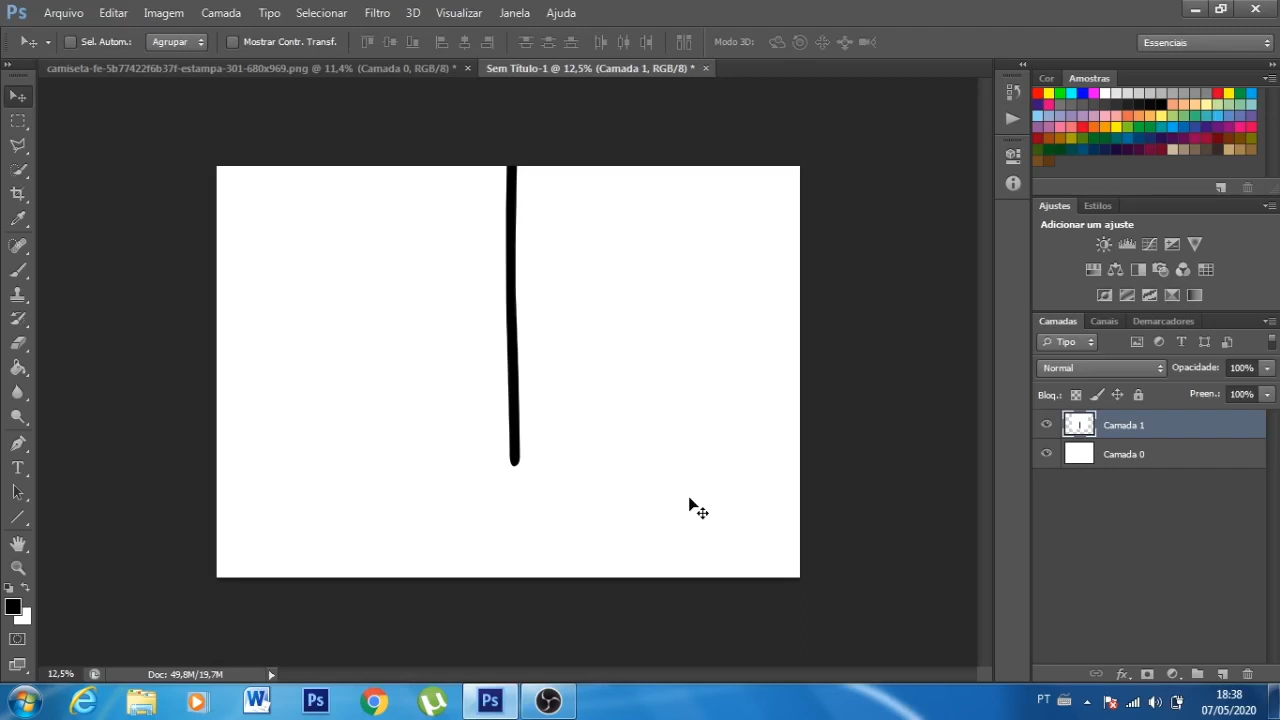 Ps Arquivo Editar Imagem Camada Tipo Selecionar Filtro 3D Visualizar Janela Ajuda
Sel. Autom.: Agrupar Mostrar Contr. Transf. Modo 3D: Essenciais
camiseta-fe-5b77422f6b37f-estampa-301-680x969.png @ 11,4% (Camada 0, RGB/8) * × Sem Título-1 @ 12,5% (Camada 1, RGB/8) * ×
Cor Amostras
Ajustes Estilos
Adicionar um ajuste
Camadas Canais Demarcadores
Tipo
Normal Opacidade: 100%
Bloq.: Preen.: 100%
Camada 1
Camada 0
12,5% Doc: 49,8M/19,7M
W Ps Ps PT 18:38
07/05/2020